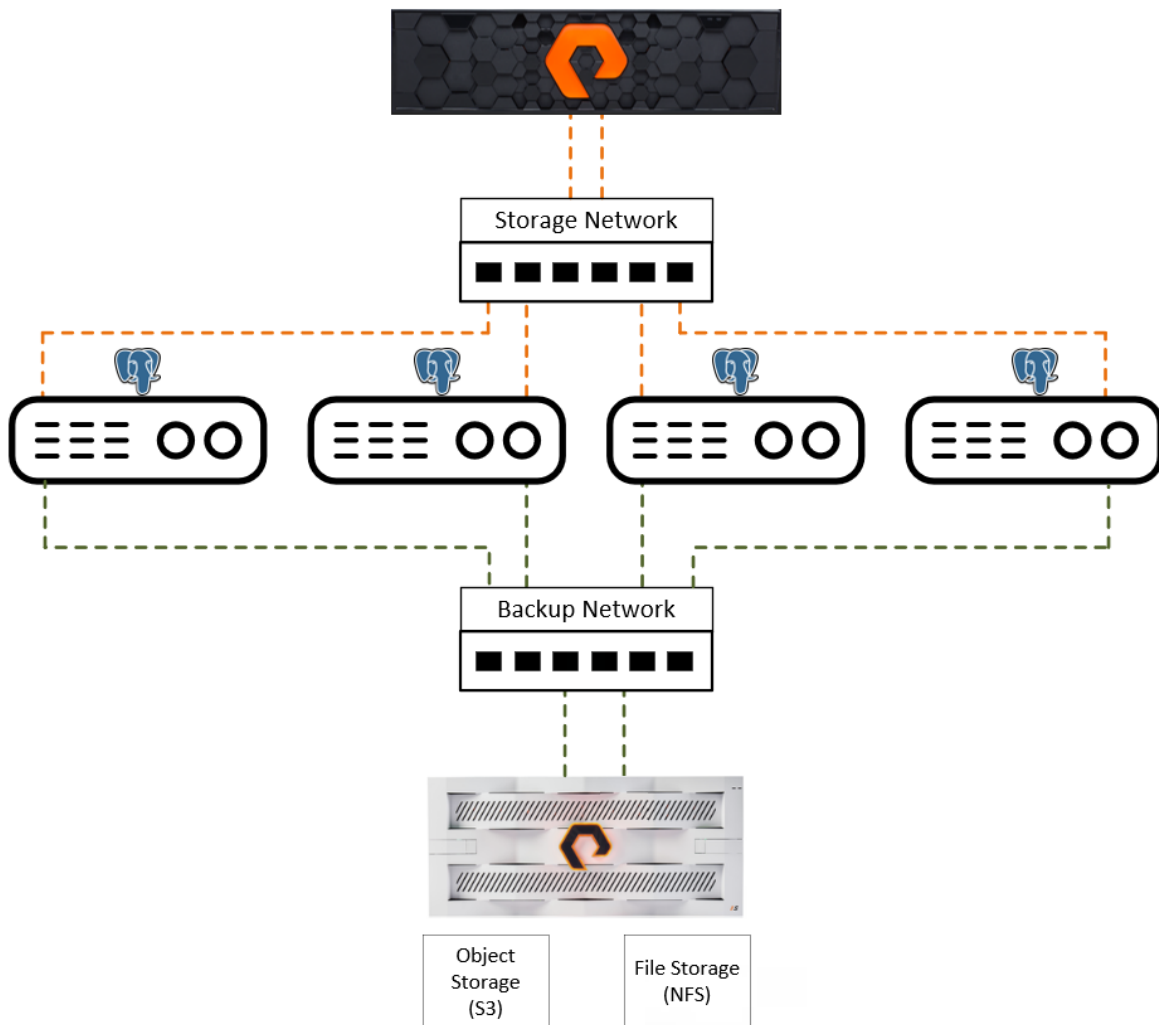 Storage Network
Backup Network
Object
Storage
(S3)
File Storage
(NFS)